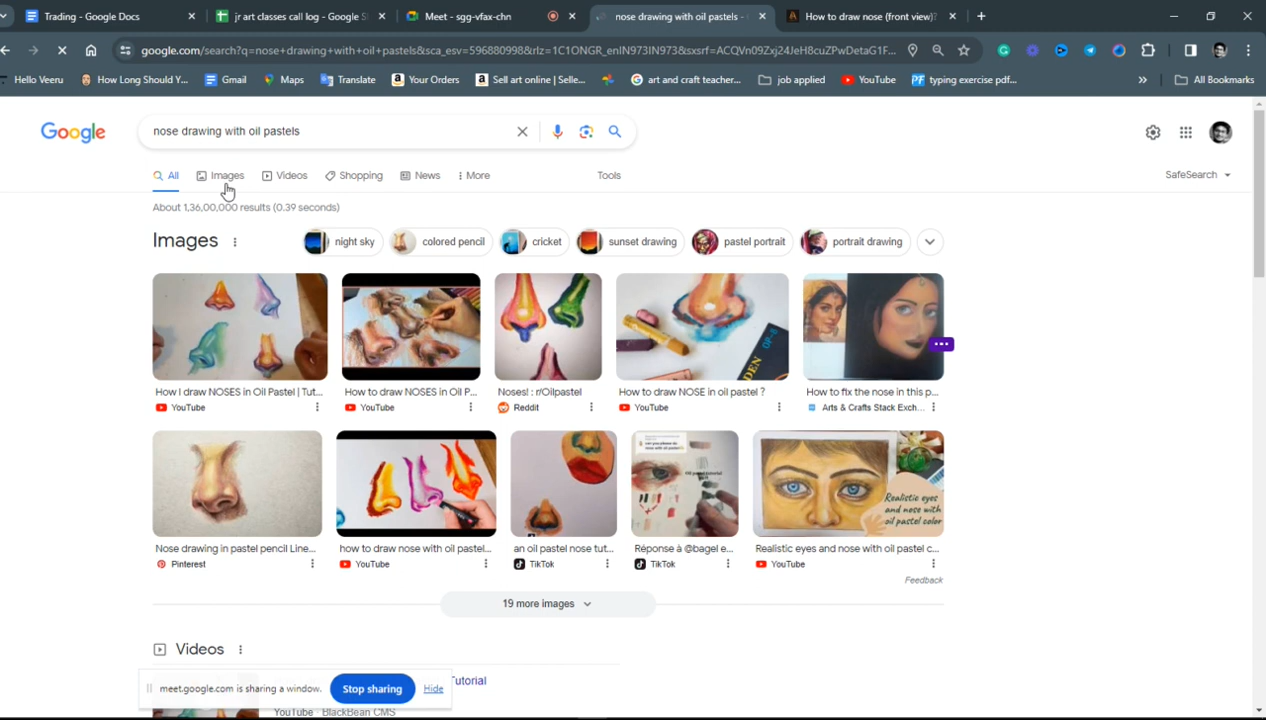 Trading - Google Docs
jr art classes call log - Google S
Meet - sgg-vfax-chn
nose drawing with oil pastels -
How to draw nose (front view)?
google.com/search?q=nose+drawing+with+oil+pastels&sca_esv=596880998&rlz=1C1ONGR_enIN973IN973&sxsrf=ACQVn09Zxj24JeH8cuZPwDetaG1F...
Hello Veeru
How Long Should Y...
Gmail
Maps
Translate
Your Orders
Sell art online | Selle...
art and craft teacher...
job applied
YouTube
typing exercise pdf...
»
All Bookmarks
Google
nose drawing with oil pastels
All
Images
Videos
Shopping
News
More
Tools
SafeSearch
About 1,36,00,000 results (0.39 seconds)
Images
night sky
colored pencil
cricket
sunset drawing
pastel portrait
portrait drawing
How I draw NOSES in Oil Pastel | Tut...
YouTube
How to draw NOSES in Oil P...
YouTube
Noses! : r/Oilpastel
Reddit
How to draw NOSE in oil pastel ?
YouTube
How to fix the nose in this p...
Arts & Crafts Stack Exch...
Realistic eyes
and nose with
oil pastel color
Nose drawing in pastel pencil Line...
Pinterest
how to draw nose with oil pastel...
YouTube
an oil pastel nose tut...
TikTok
Réponse à @bagel e...
TikTok
Realistic eyes and nose with oil pastel c...
YouTube
Feedback
19 more images
Videos
meet.google.com is sharing a window.
Stop sharing
Hide
Tutorial
YouTube · BlackBean CMS